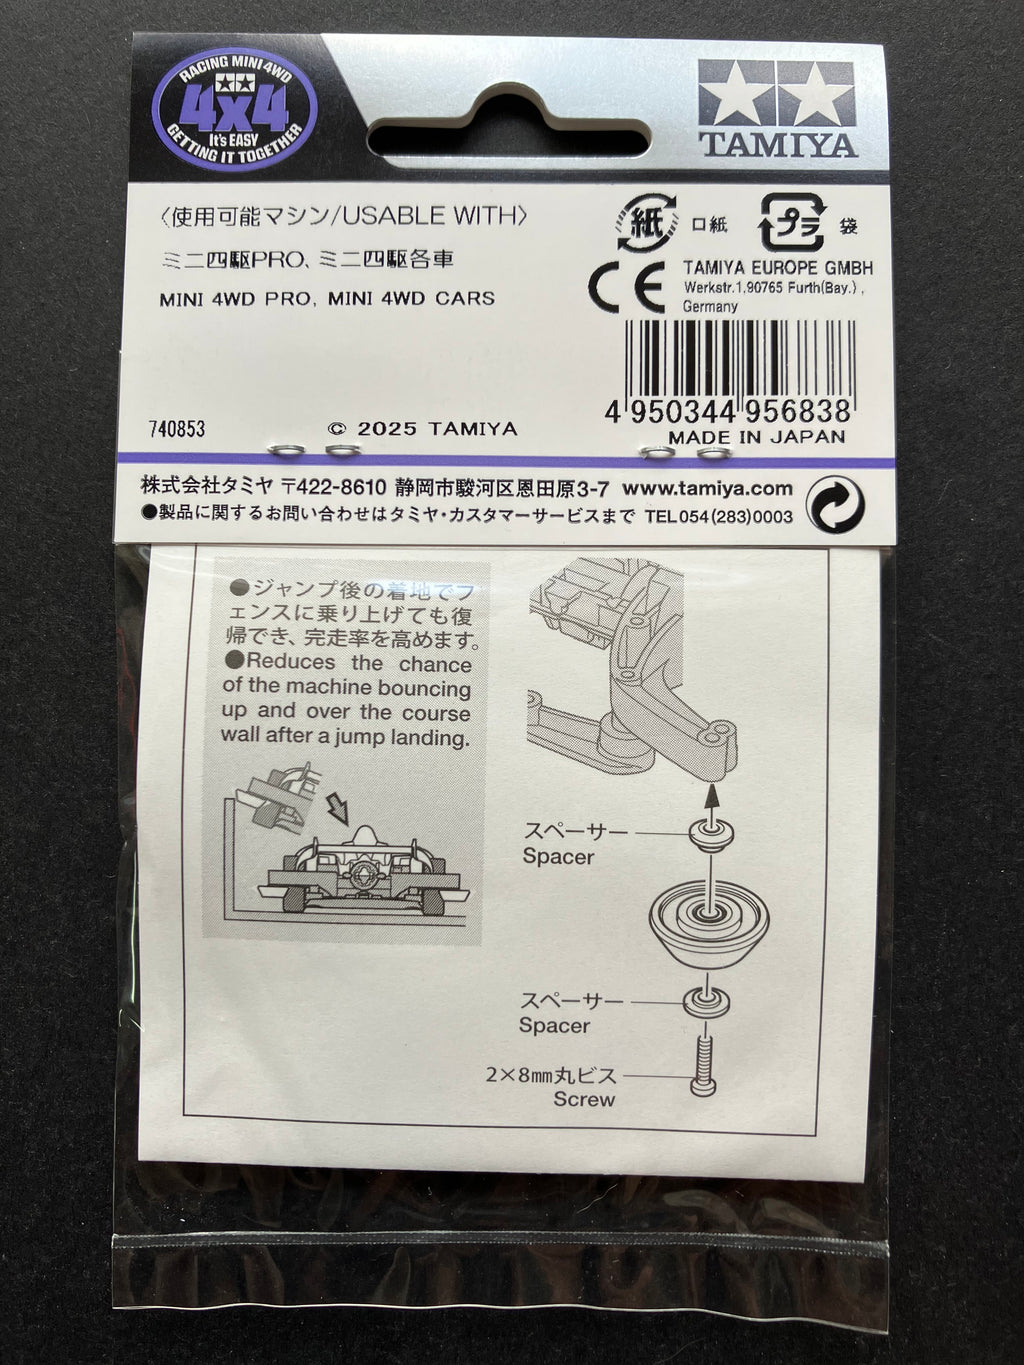 RACING MINI 4WD
4x4
It's EASY
GETTING IT TOGETHER
TAMIYA
〈使用可能マシン/USABLE WITH〉
ミニ四駆PRO、ミニ四駆各車
MINI 4WD PRO, MINI 4WD CARS
紙 口紙 プラ 袋
CE TAMIYA EUROPE GMBH
Werkstr.1,90765 Furth(Bay.),
Germany
4 950344 956838
MADE IN JAPAN
740853 © 2025 TAMIYA
株式会社タミヤ 〒422-8610 静岡市駿河区恩田原3-7 www.tamiya.com
●製品に関するお問い合わせはタミヤ・カスタマーサービスまで TEL054(283)0003
●ジャンプ後の着地でフ
ェンスに乗り上げても復
帰でき、完走率を高めます。
●Reduces the chance
of the machine bouncing
up and over the course
wall after a jump landing.
スペーサー
Spacer
スペーサー
Spacer
2×8mm丸ビス
Screw